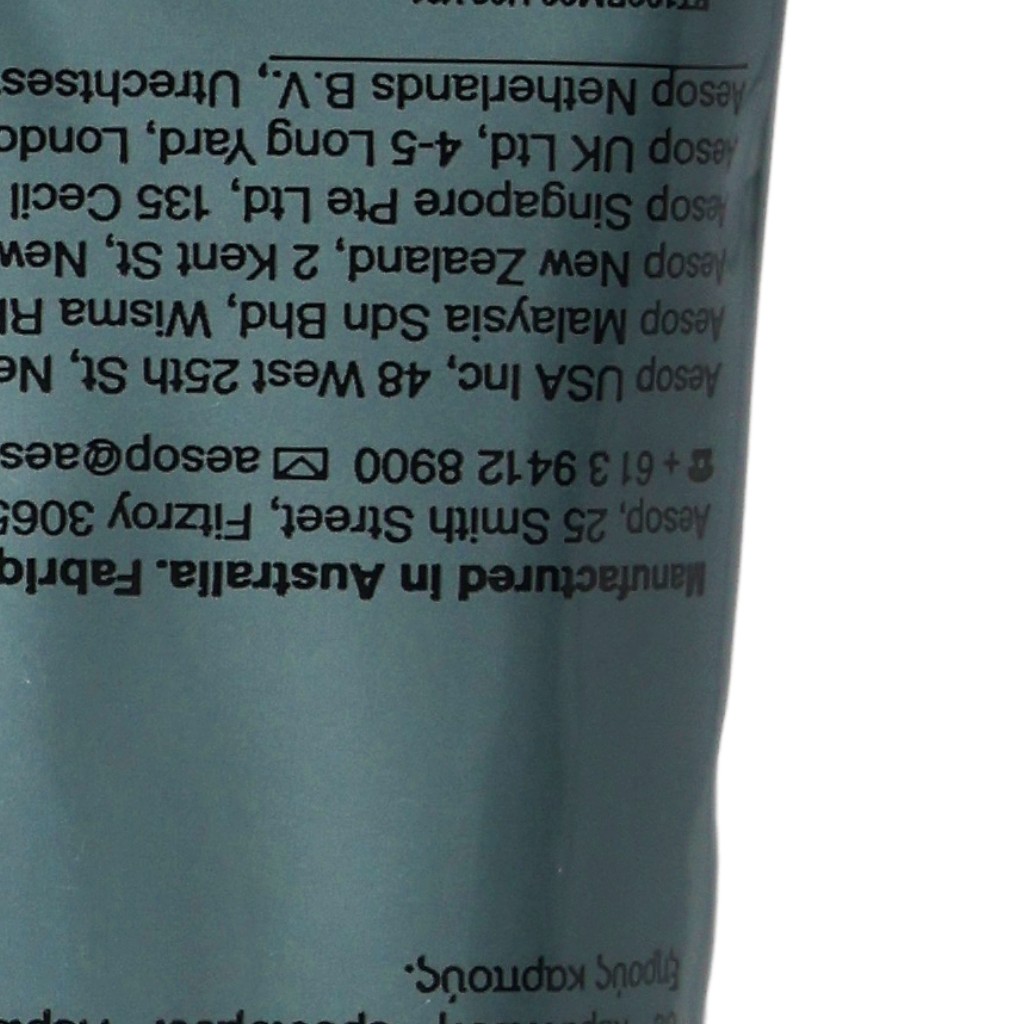 ξηρούς καρπούς.
Manufactured in Australia. Fabriq
Aesop, 25 Smith Street, Fitzroy 3065
☎ + 61 3 9412 8900 ✉ aesop@aes
Aesop USA Inc, 48 West 25th St, Ne
Aesop Malaysia Sdn Bhd, Wisma
Aesop New Zealand, 2 Kent St, New
Aesop Singapore Pte Ltd, 135 Cecil
Aesop UK Ltd, 4-5 Long Yard, Londo
Aesop Netherlands B.V., Utrechtses